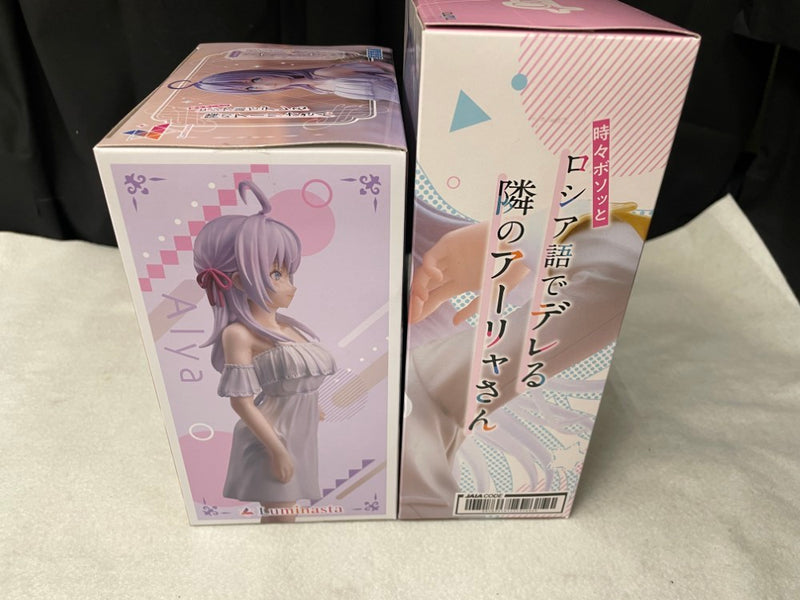 Alya
Luminasta
時々ボソッと
ロシア語でデレる
隣のアーリャさん
JAIA CODE